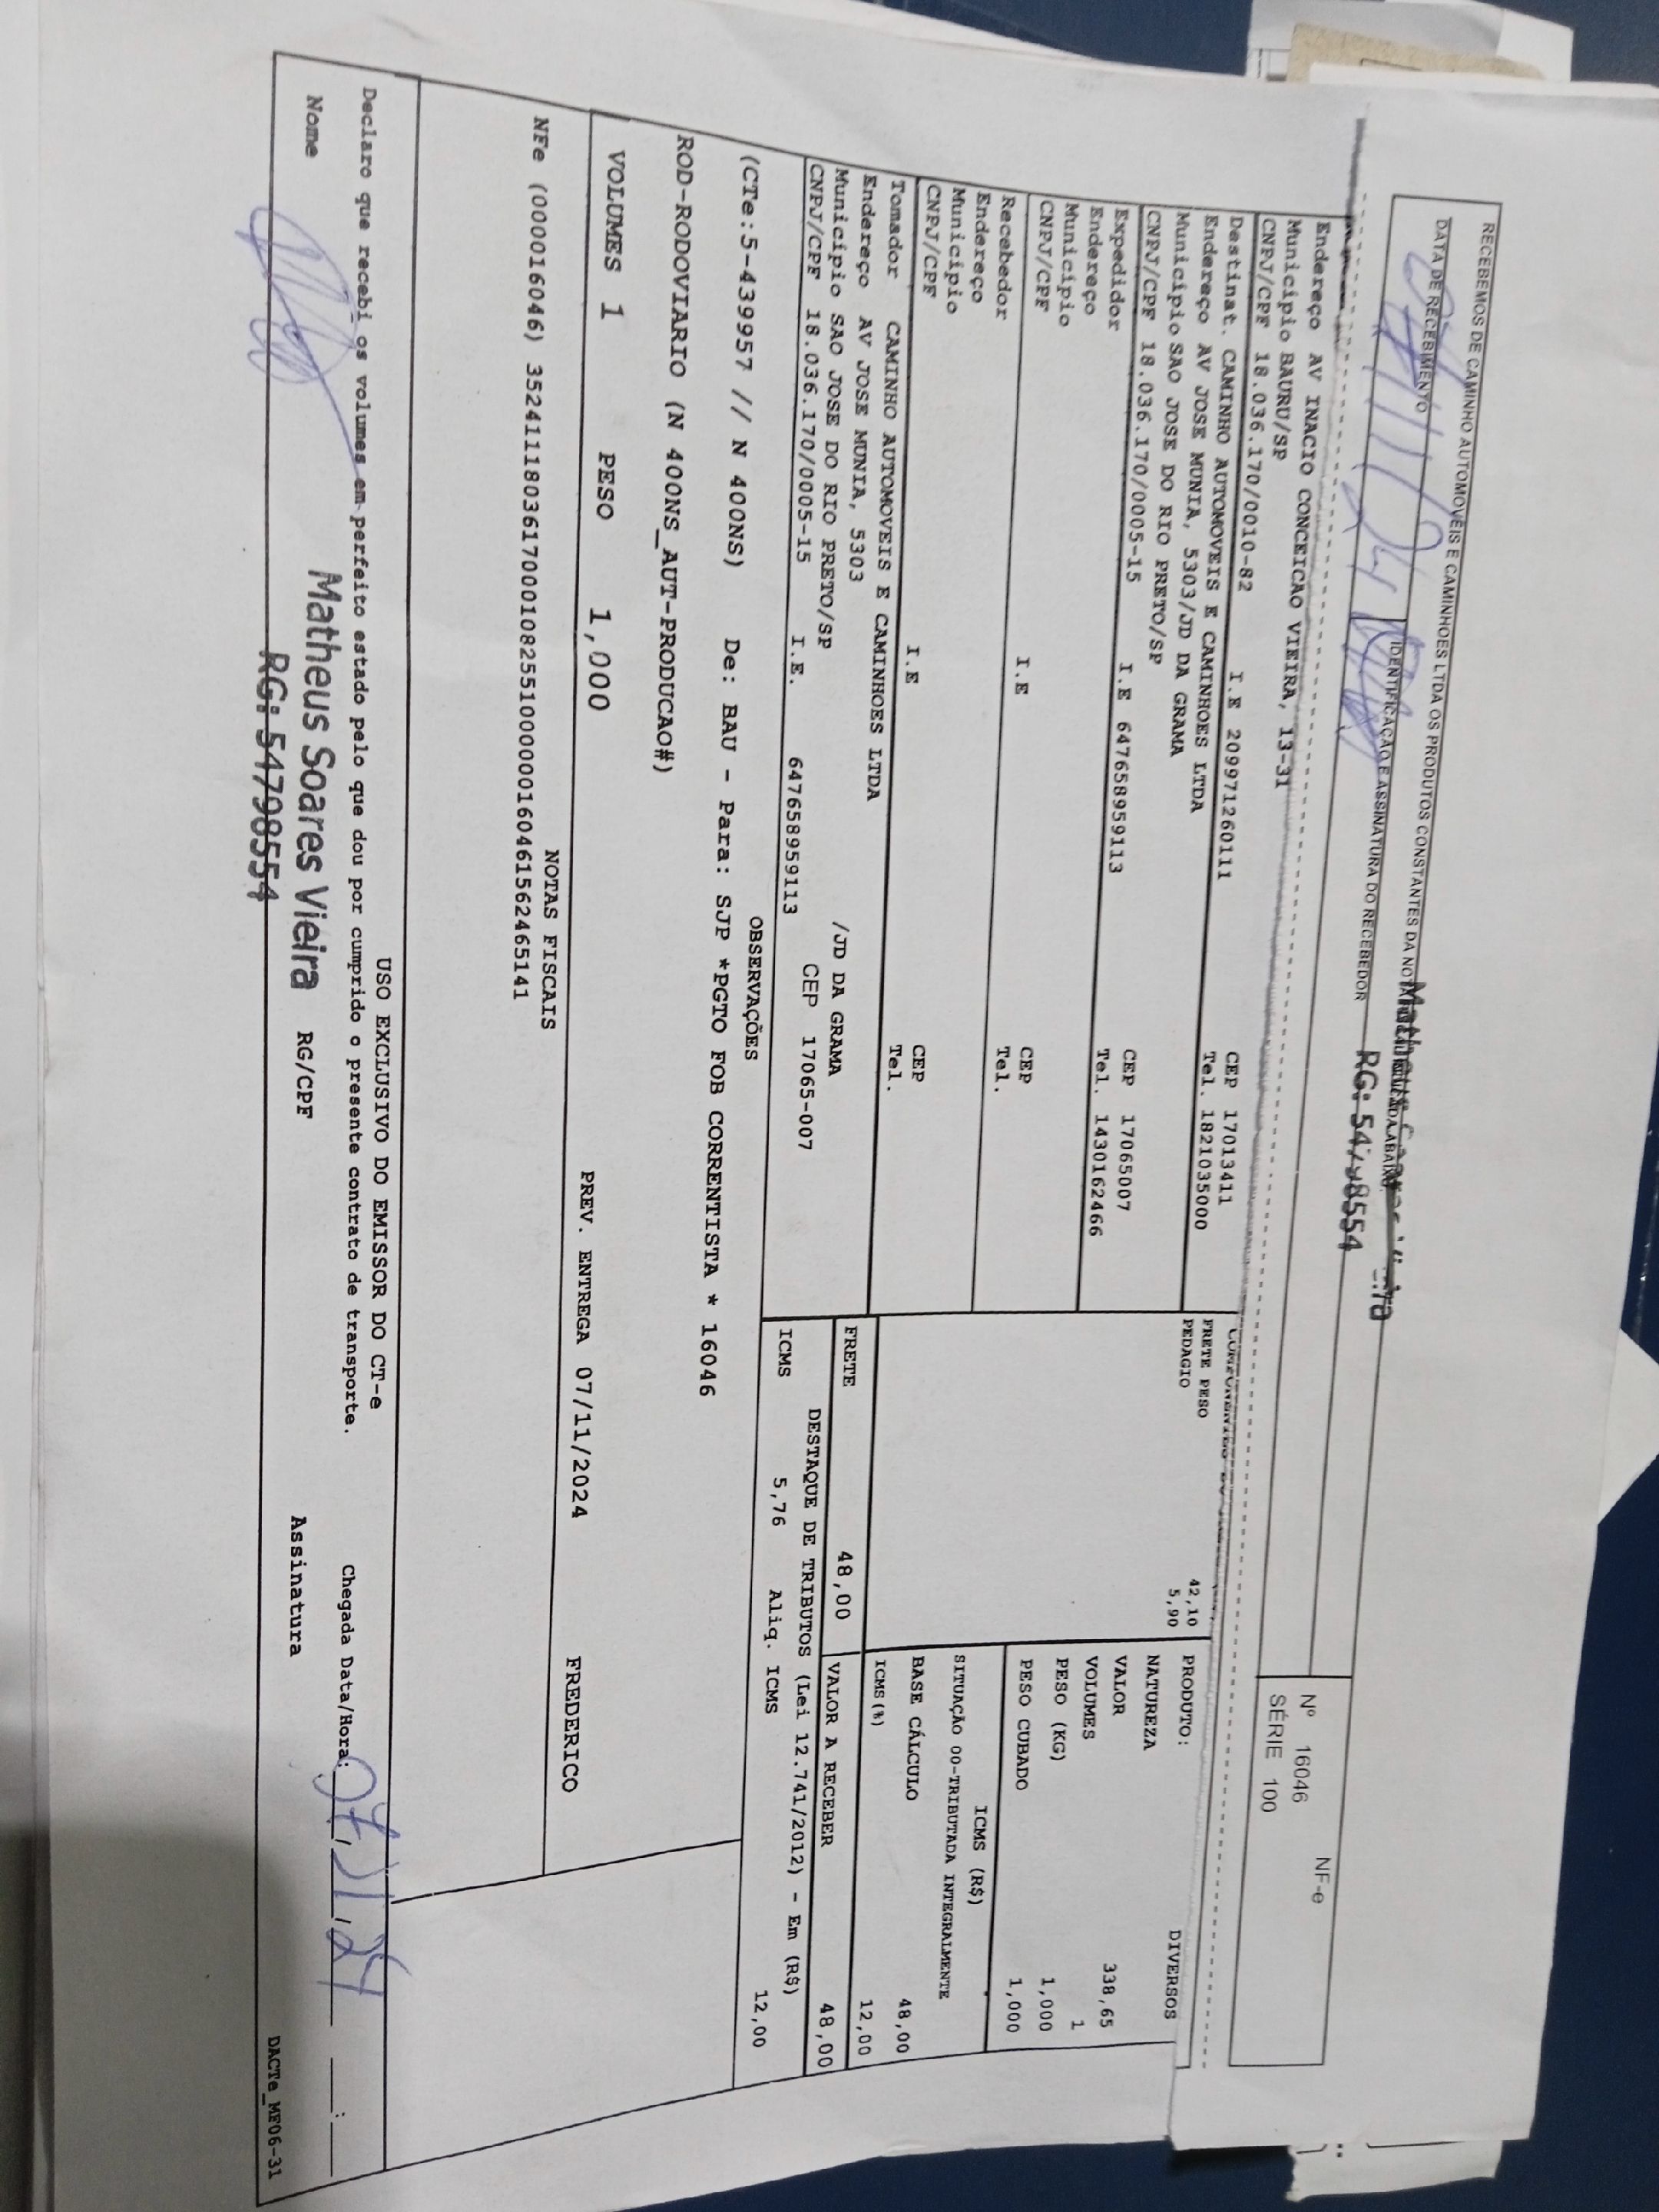 RECEBEMOS DE CAMINHO AUTOMOVEIS E CAMINHOES LTDA OS PRODUTOS CONSTANTES DA NOTA
DATA DE RECEBIMENTO
IDENTIFICAÇÃO E ASSINATURA DO RECEBEDOR
RG: 54798554
NF-e
Nº 16046
SÉRIE 100
Endereço AV INACIO CONCEICAO VIEIRA, 13-31
Município BAURU/SP
CNPJ/CPF 18.036.170/0010-82 I.E 209971260111 CEP 17013411
Tel. 1821035000
Destinat. CAMINHO AUTOMOVEIS E CAMINHOES LTDA
Endereço AV JOSE MUNIA, 5303/JD DA GRAMA
Município SAO JOSE DO RIO PRETO/SP
CNPJ/CPF 18.036.170/0005-15 I.E 647658959113 CEP 17065007
Tel. 1430162466
Expedidor
Endereço
Município
CNPJ/CPF I.E CEP
Tel.
Recebedor
Endereço
Município
CNPJ/CPF I.E CEP
Tel.
Tomador CAMINHO AUTOMOVEIS E CAMINHOES LTDA
Endereço AV JOSE MUNIA, 5303 /JD DA GRAMA
Município SAO JOSE DO RIO PRETO/SP
CNPJ/CPF 18.036.170/0005-15 I.E. 647658959113 CEP 17065-007
FRETE PESO 42,10
PEDAGIO 5,90
PRODUTO: DIVERSOS
NATUREZA
VALOR 338,65
VOLUMES 1
PESO (KG) 1,000
PESO CUBADO 1,000
ICMS (R$)
SITUAÇÃO 00-TRIBUTADA INTEGRALMENTE
BASE CÁLCULO 48,00
ICMS(%) 12,00
FRETE 48,00
VALOR A RECEBER 48,00
DESTAQUE DE TRIBUTOS (Lei 12.741/2012) - Em (R$)
ICMS 5,76 Aliq. ICMS 12,00
OBSERVAÇÕES
(CTe:5-439957 // N 400NS) De: BAU - Para: SJP *PGTO FOB CORRENTISTA * 16046
ROD-RODOVIARIO (N 400NS_AUT-PRODUCAO#)
VOLUMES 1 PESO 1,000 PREV. ENTREGA 07/11/2024 FREDERICO
NOTAS FISCAIS
NFe (000016046) 35241118036170001082551000000160461562465141
USO EXCLUSIVO DO EMISSOR DO CT-e
Declaro que recebi os volumes em perfeito estado pelo que dou por cumprido o presente contrato de transporte. Chegada Data/Hora:
Nome Matheus Soares Vieira RG/CPF Assinatura
RG: 54798554
DACTe_MF06-31